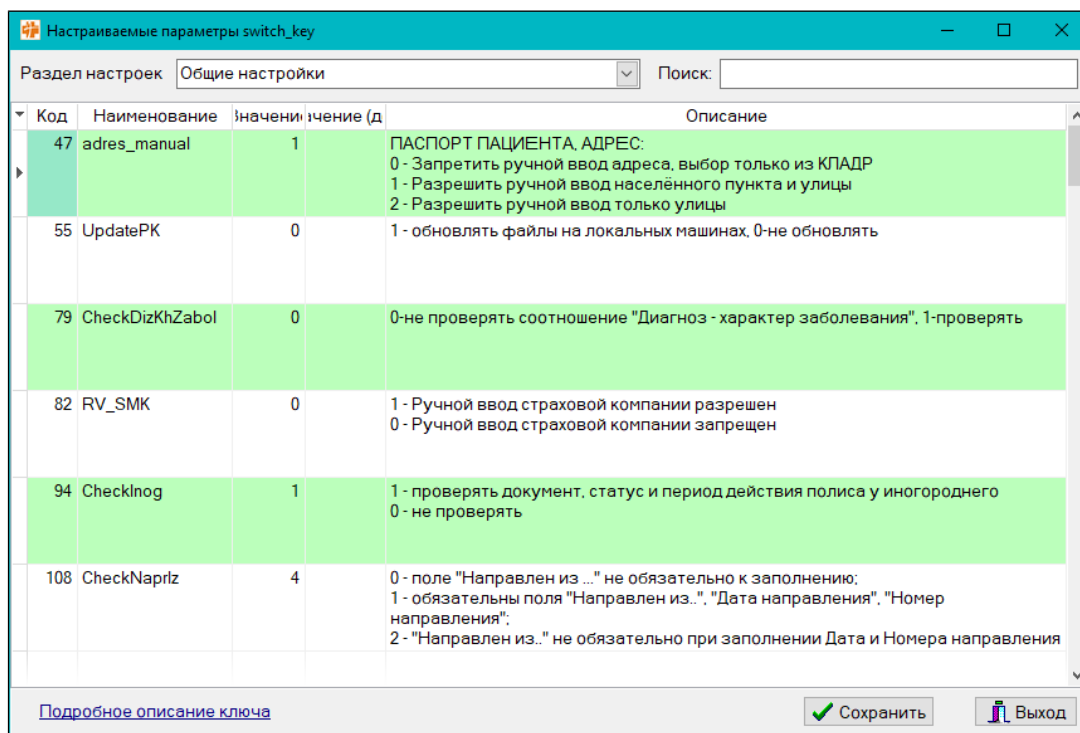 Настраиваемые параметры switch_key
Раздел настроек Общие настройки Поиск:
Код Наименование Значени ачение (д Описание
47 adres_manual 1 ПАСПОРТ ПАЦИЕНТА, АДРЕС:
0 - Запретить ручной ввод адреса, выбор только из КЛАДР
1 - Разрешить ручной ввод населённого пункта и улицы
2 - Разрешить ручной ввод только улицы
55 UpdatePK 0 1 - обновлять файлы на локальных машинах, 0-не обновлять
79 CheckDizKhZabol 0 0-не проверять соотношение "Диагноз - характер заболевания", 1-проверять
82 RV_SMK 0 1 - Ручной ввод страховой компании разрешен
0 - Ручной ввод страховой компании запрещен
94 CheckInog 1 1 - проверять документ, статус и период действия полиса у иногороднего
0 - не проверять
108 CheckNaprIz 4 0 - поле "Направлен из ..." не обязательно к заполнению;
1 - обязательны поля "Направлен из..", "Дата направления", "Номер
направления";
2 - "Направлен из.." не обязательно при заполнении Дата и Номера направления
Подробное описание ключа Сохранить Выход